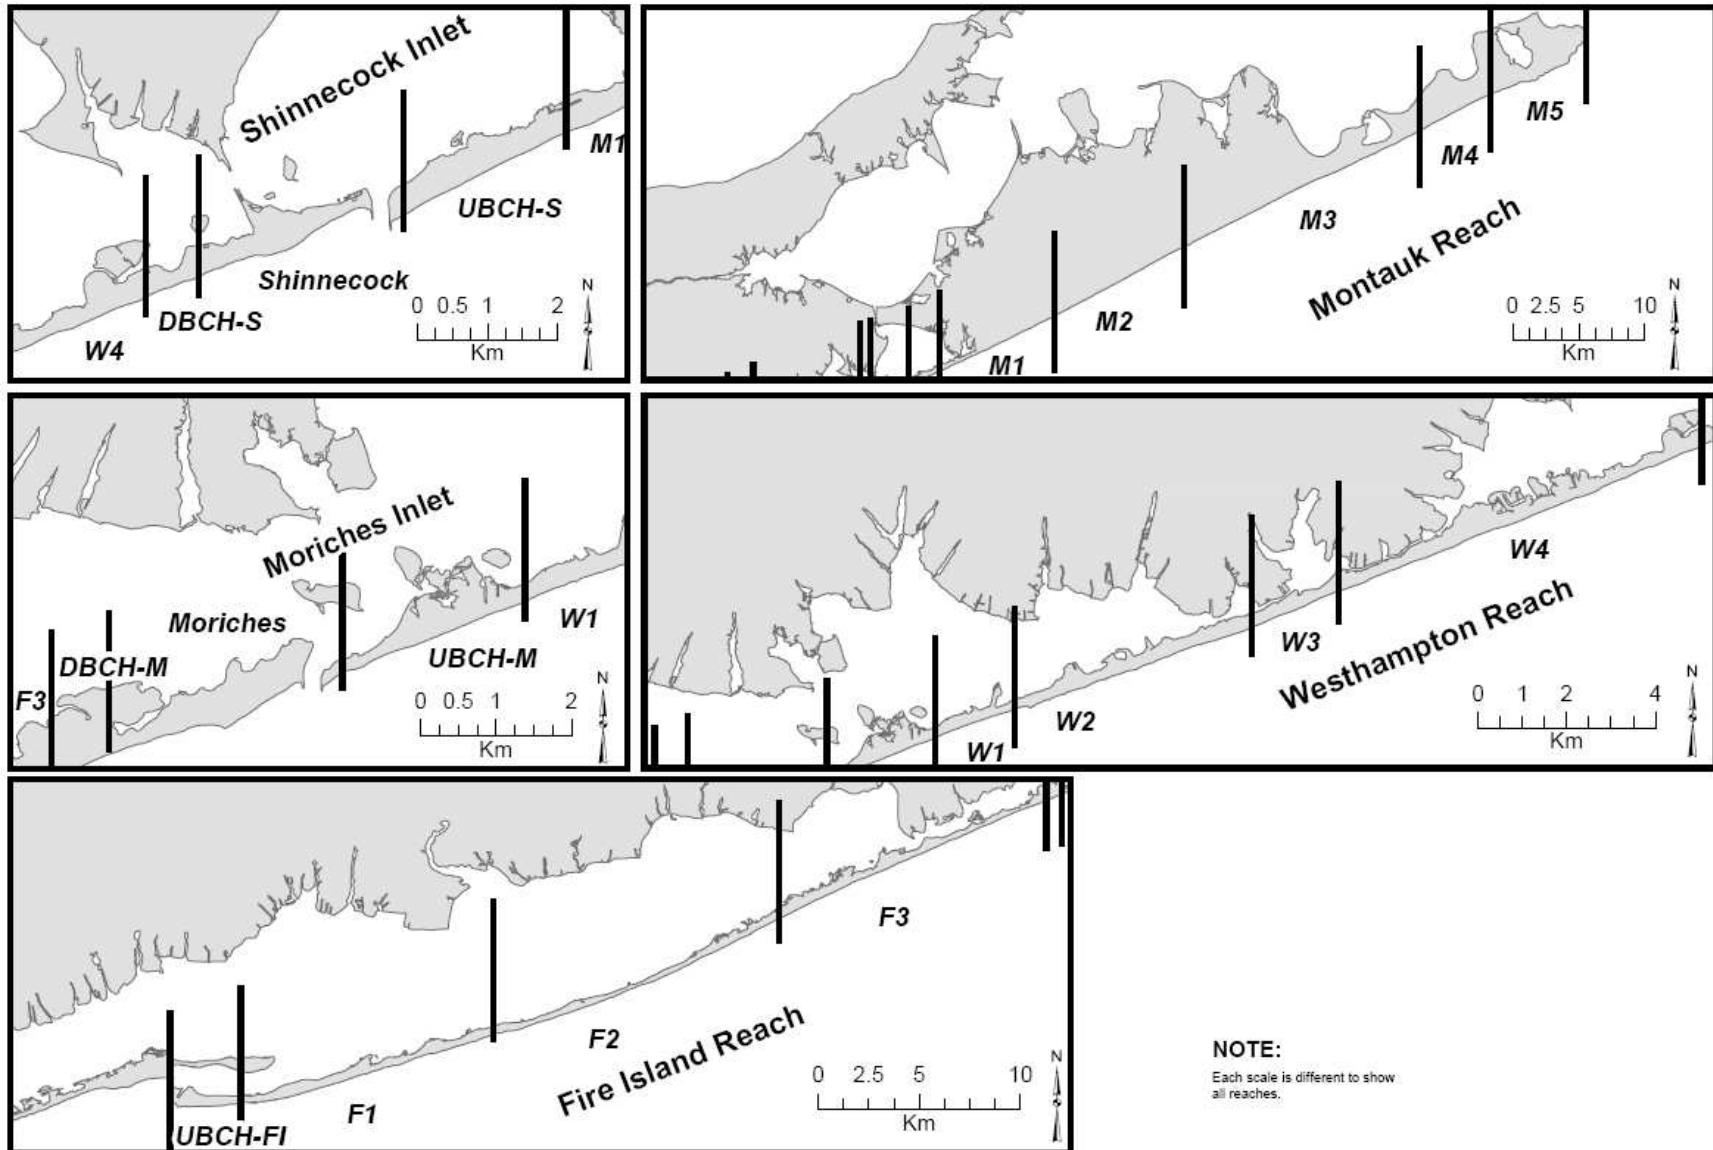 Shinnecock Inlet
M1
UBCH-S
Shinnecock
DBCH-S
W4
0 0.5 1 2
Km
N
Montauk Reach
M5
M4
M3
M2
M1
0 2.5 5 10
Km
N
Moriches Inlet
Moriches
W1
UBCH-M
DBCH-M
F3
0 0.5 1 2
Km
N
Westhampton Reach
W4
W3
W2
W1
0 1 2 4
Km
N
Fire Island Reach
F3
F2
F1
UBCH-FI
0 2.5 5 10
Km
N
NOTE:
Each scale is different to show
all reaches.